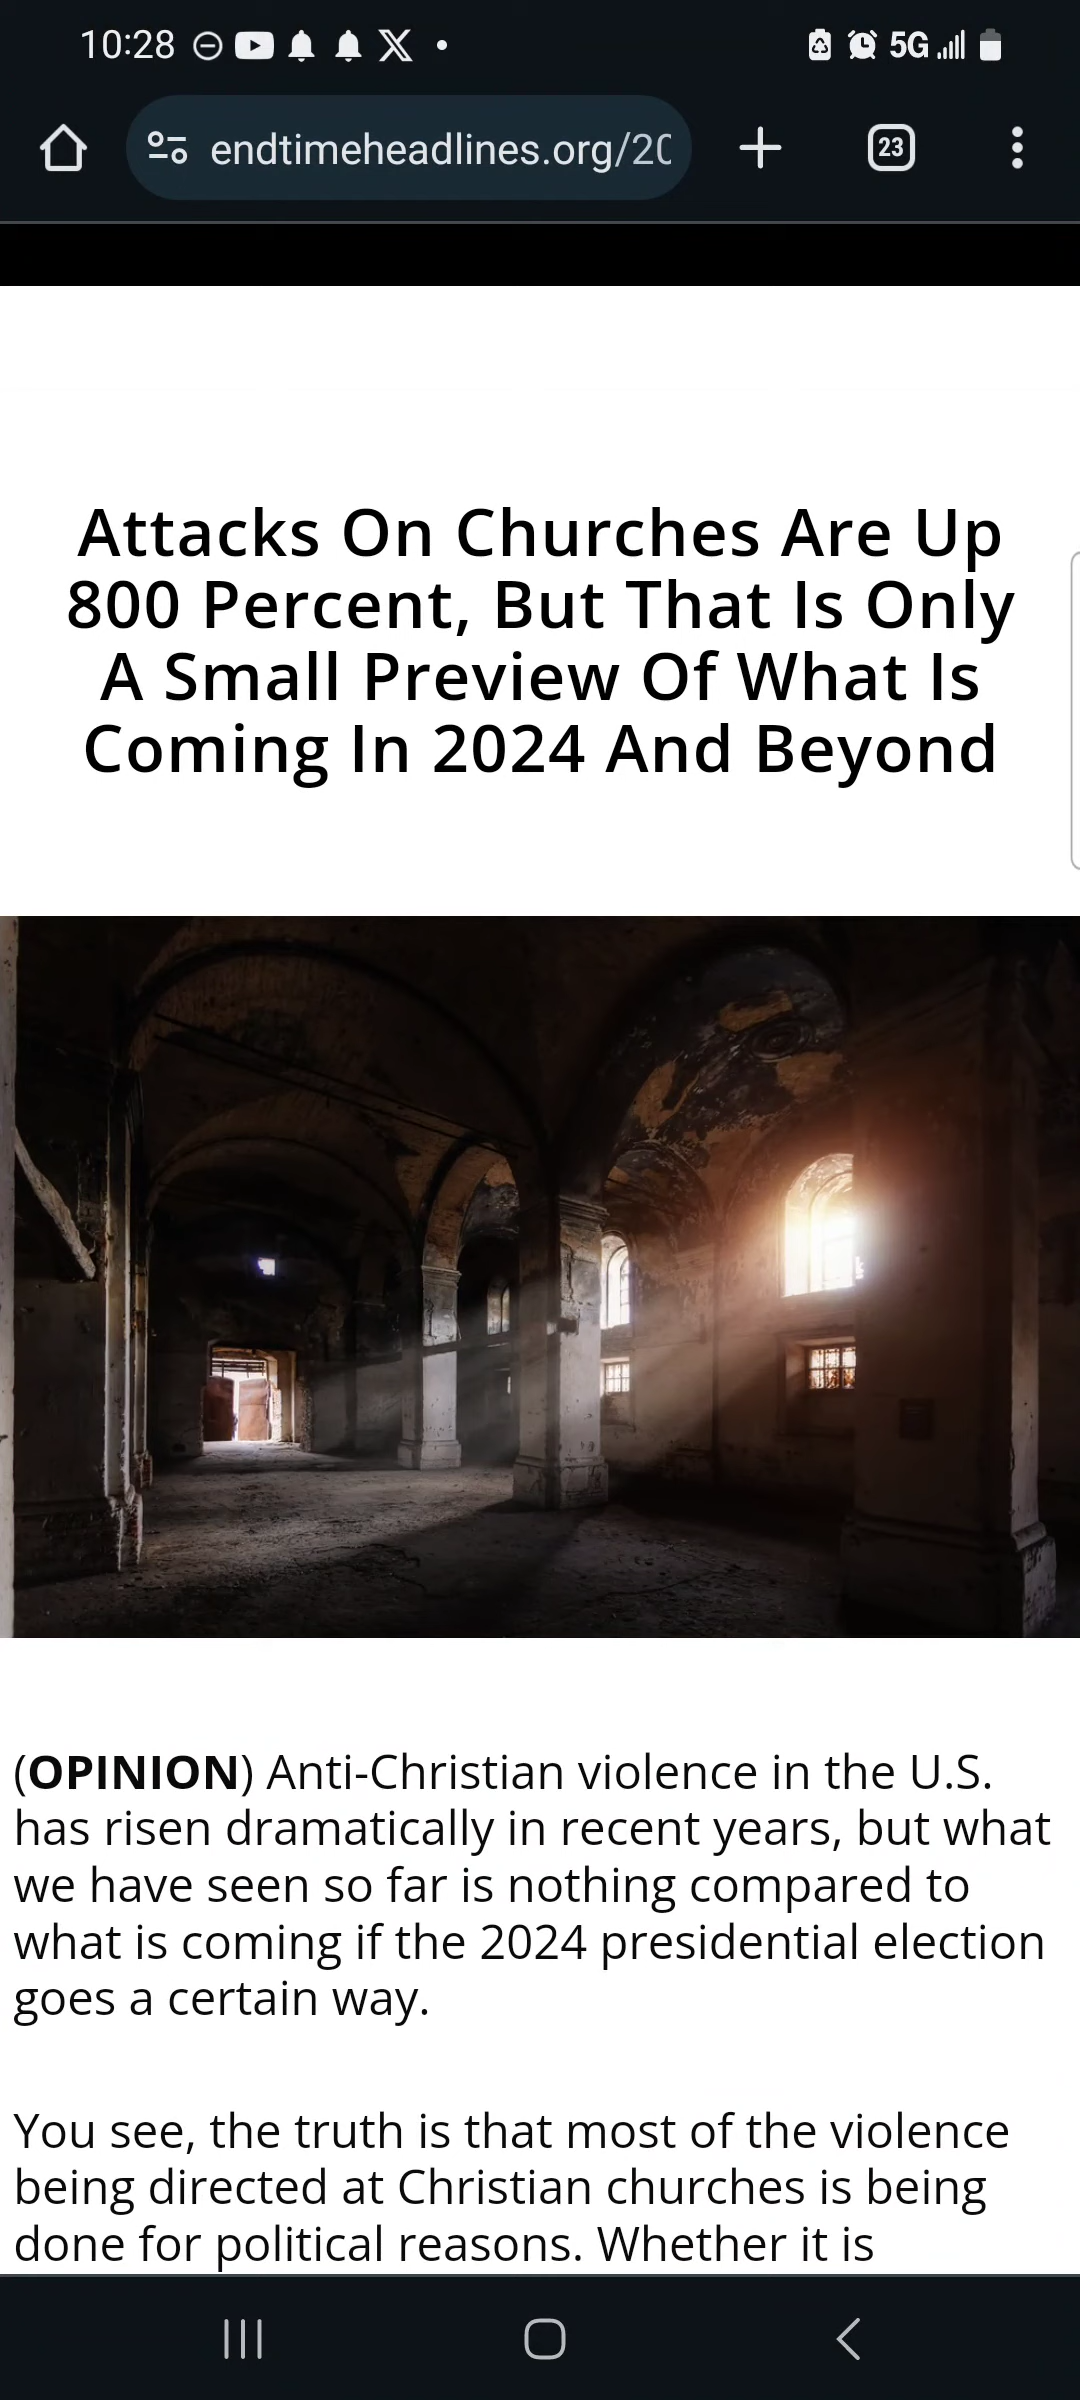 10:28
5G
endtimeheadlines.org/20
23
Attacks On Churches Are Up
800 Percent, But That Is Only
A Small Preview Of What Is
Coming In 2024 And Beyond
(OPINION) Anti-Christian violence in the U.S.
has risen dramatically in recent years, but what
we have seen so far is nothing compared to
what is coming if the 2024 presidential election
goes a certain way.
You see, the truth is that most of the violence
being directed at Christian churches is being
done for political reasons. Whether it is